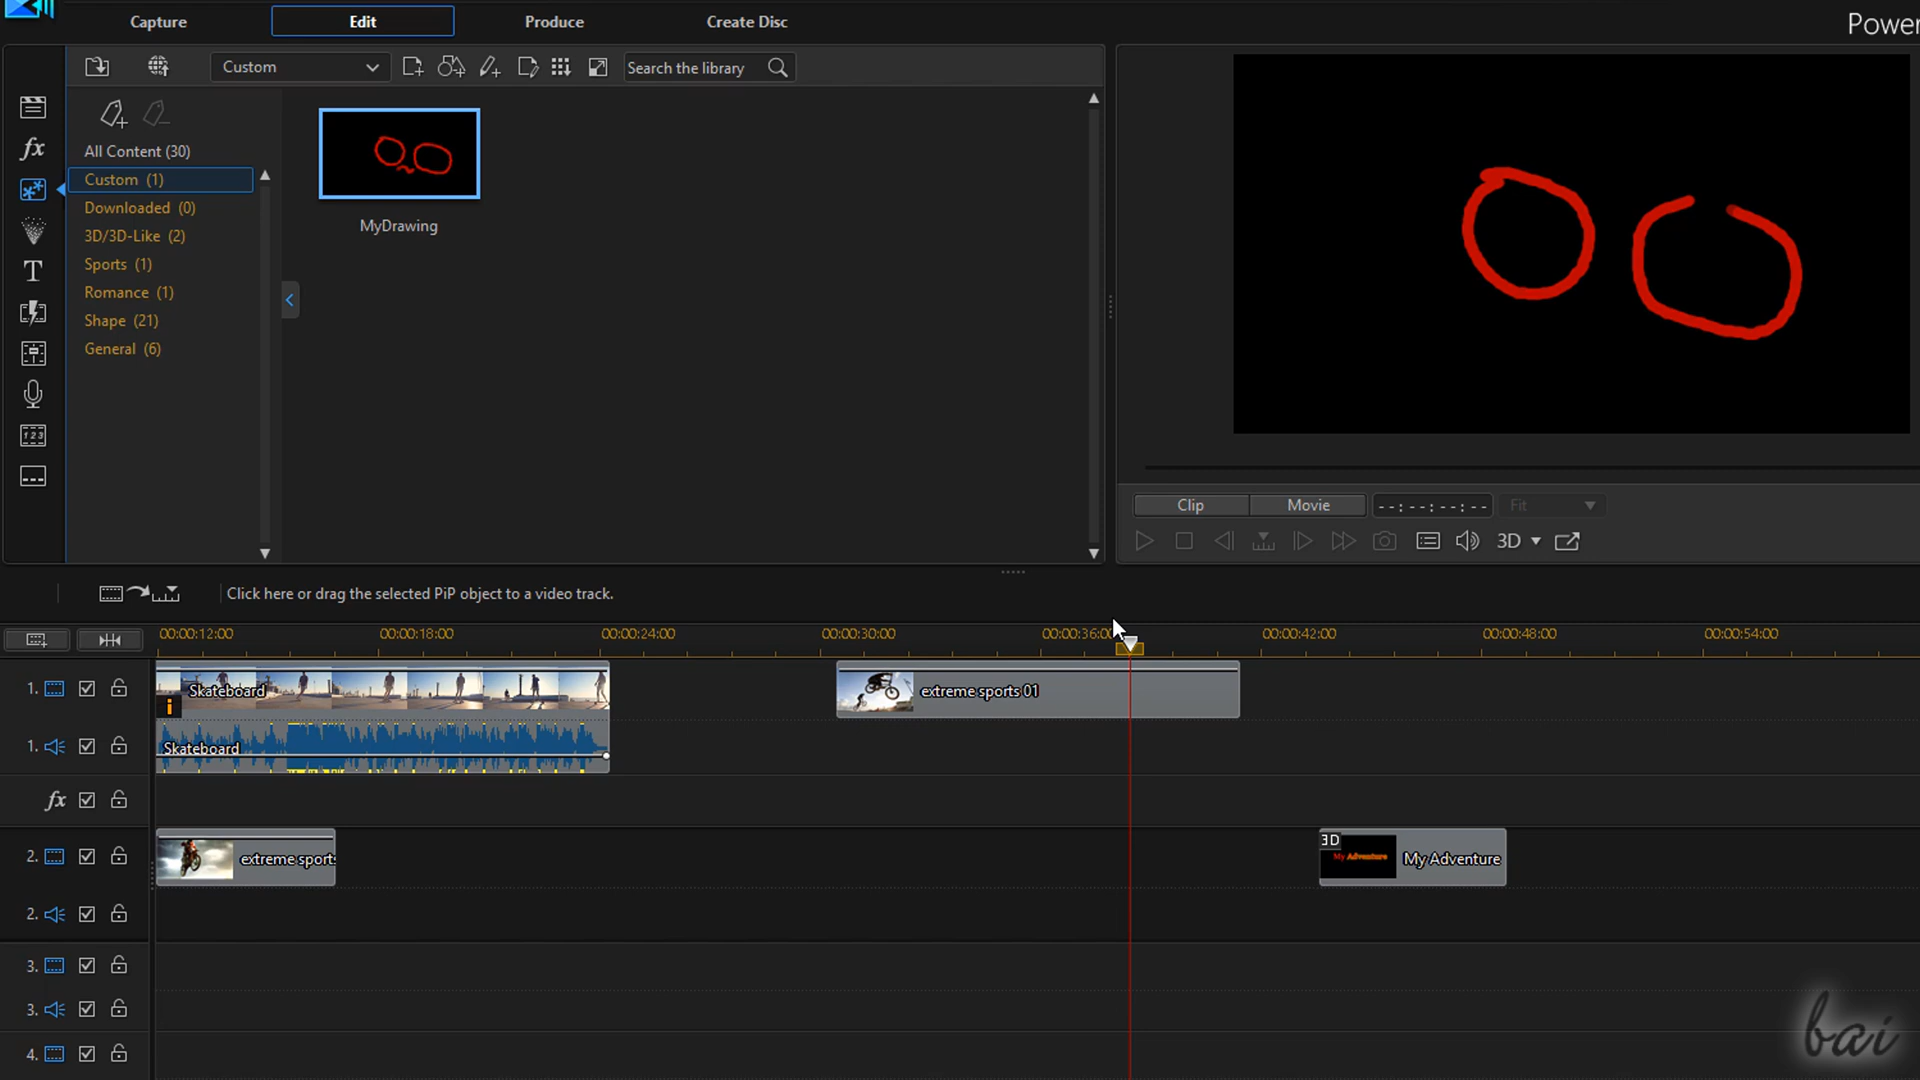 Capture Edit Produce Create Disc Power
Custom Search the library
All Content (30)
Custom (1)
Downloaded (0)
3D/3D-Like (2)
Sports (1)
Romance (1)
Shape (21)
General (6)
MyDrawing
fx
T
123
Clip Movie --:--:--:-- Fit
3D
Click here or drag the selected PiP object to a video track.
00:00:12:00 00:00:18:00 00:00:24:00 00:00:30:00 00:00:36:00 00:00:42:00 00:00:48:00 00:00:54:00
1. Skateboard extreme sports 01
i
1. Skateboard
fx
2. extreme sports 3D My Adventure My Adventure
2.
3.
3.
4.
bai